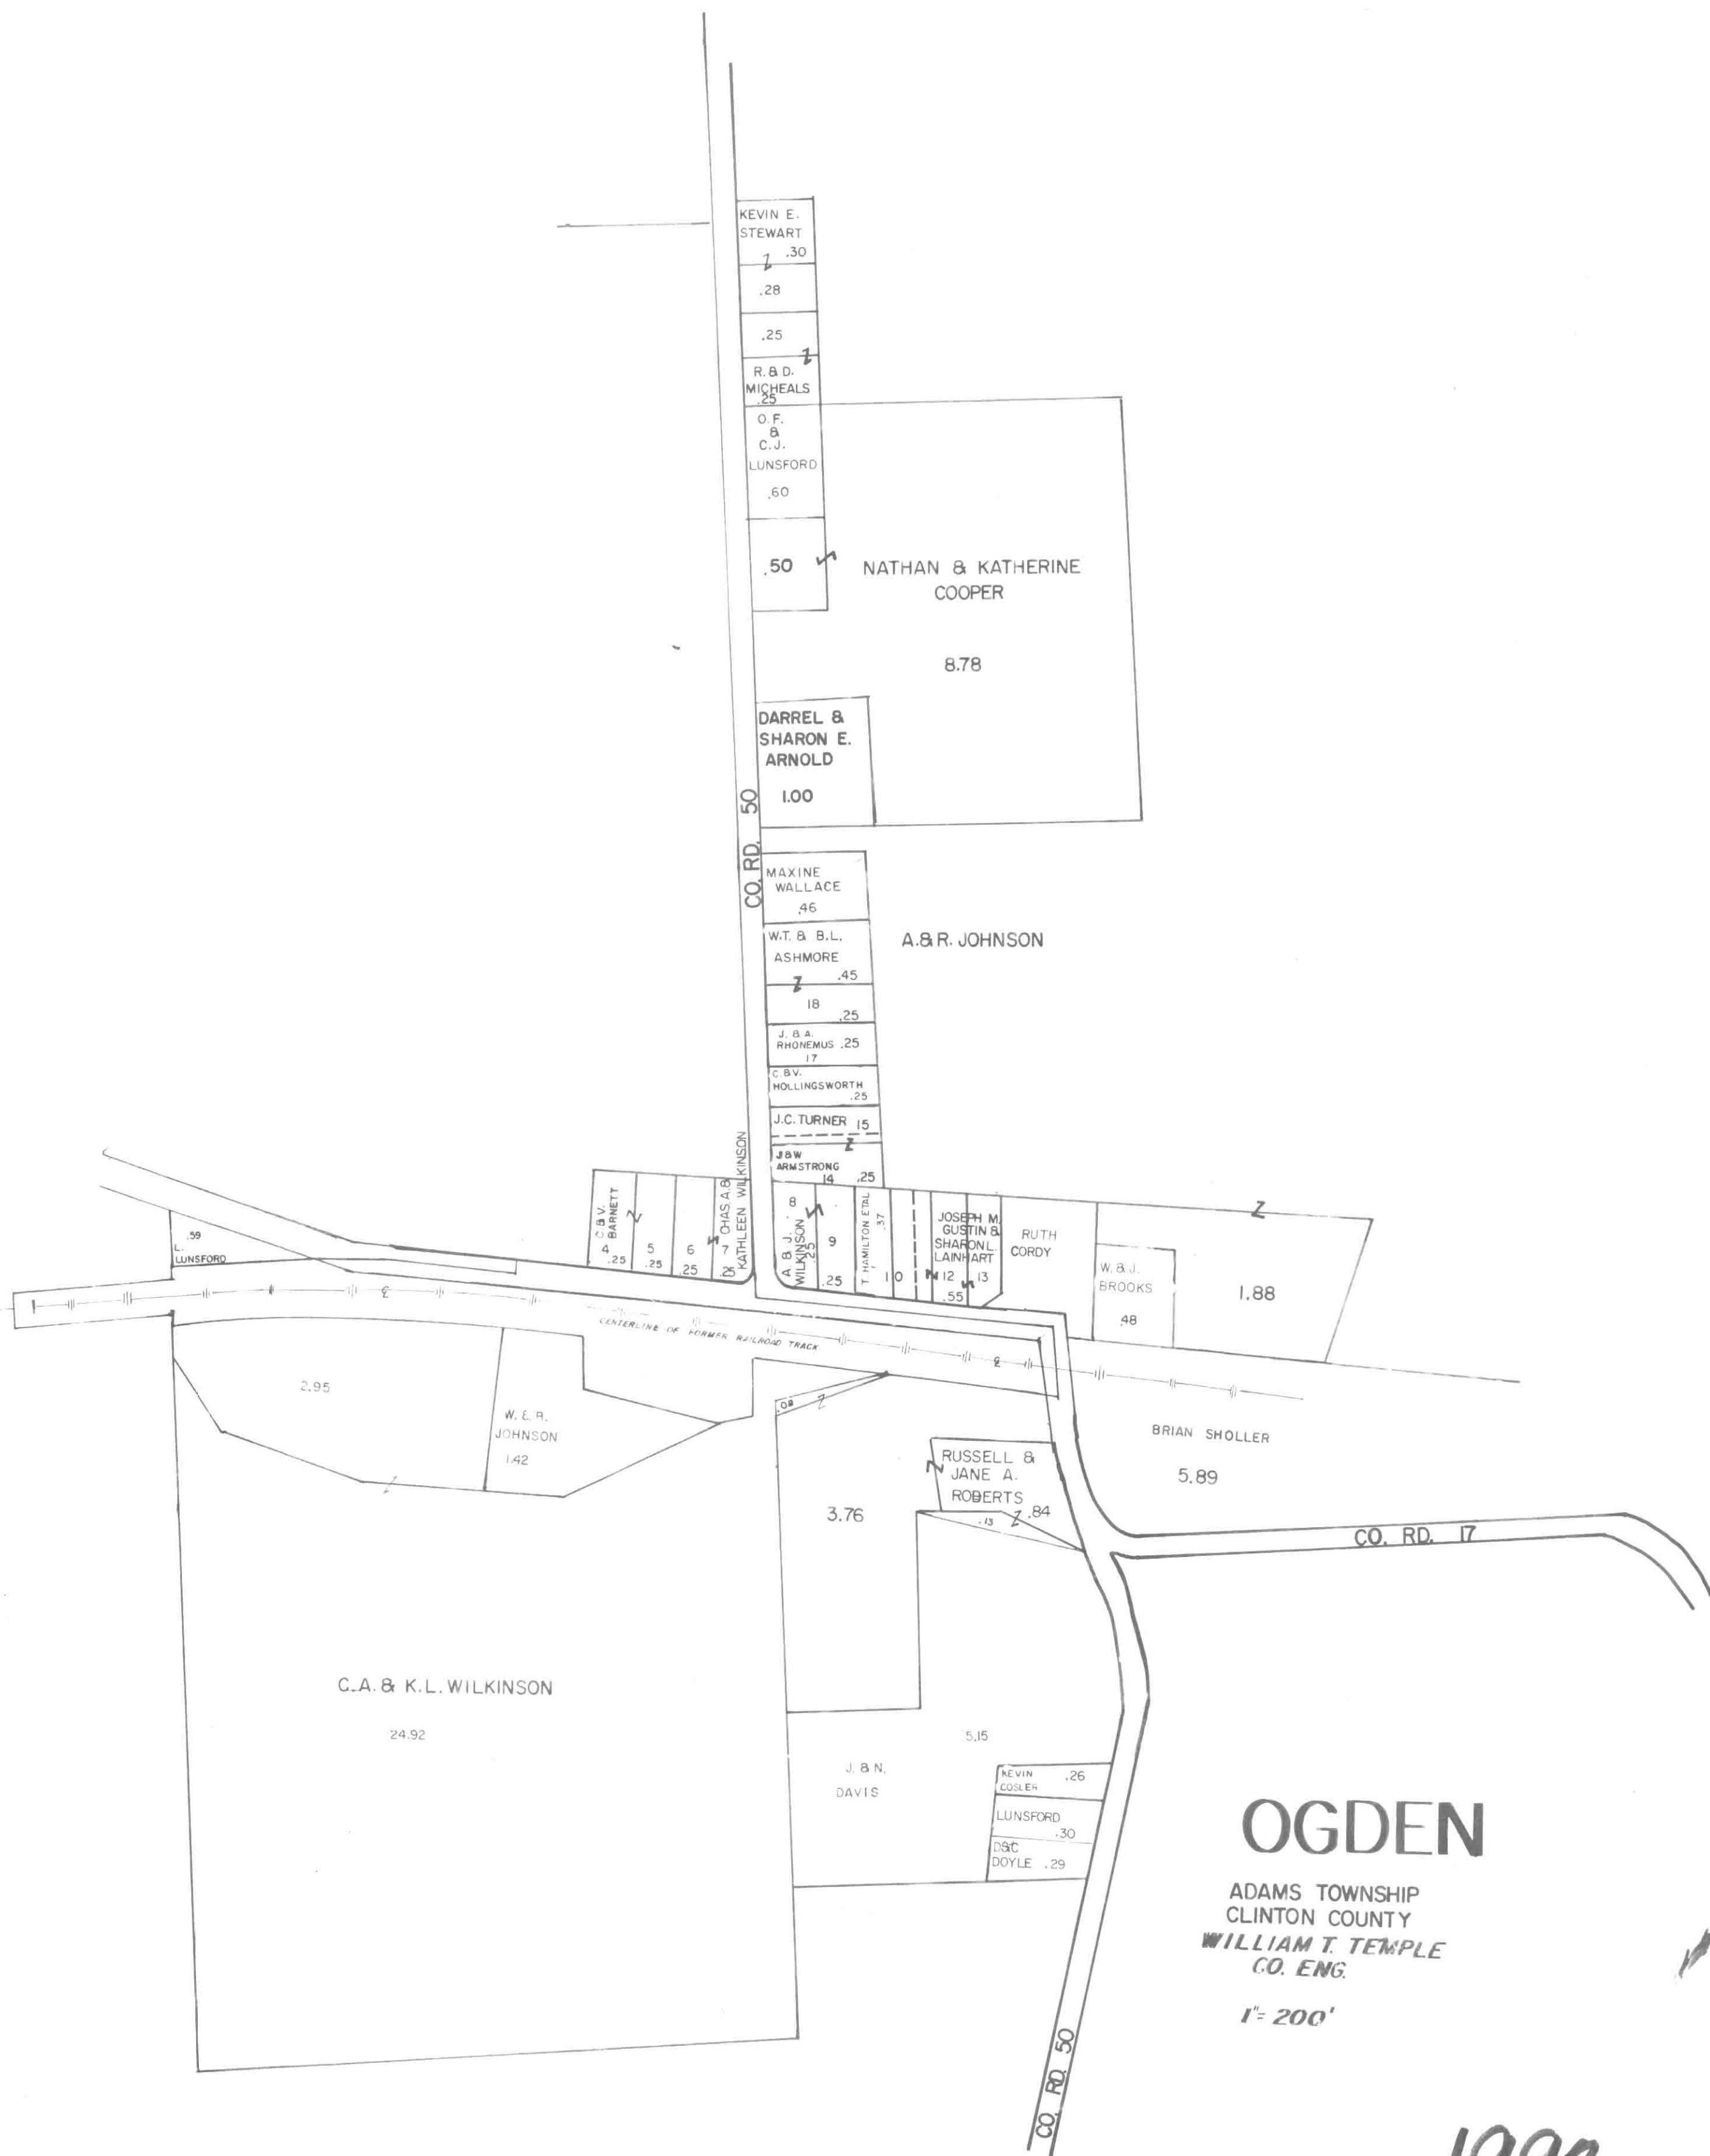 KEVIN E.
STEWART
.30
.28
.25
R. & D.
MICHEALS
.25
O. F.
&
C. J.
LUNSFORD
.60
.50
NATHAN & KATHERINE
COOPER
8.78
DARREL &
SHARON E.
ARNOLD
1.00
CO. RD. 50
MAXINE
WALLACE
.46
A. & R. JOHNSON
W.T. & B.L.
ASHMORE
.45
18
.25
J. & A.
RHONEMUS .25
17
C. & V.
HOLLINGSWORTH
.25
J.C. TURNER 15
J & W
ARMSTRONG
14 .25
C & V.
BARNETT
4
.25
5
.25
6
.25
CHAS. A. &
KATHLEEN WILKINSON
7
.25
8
A. & J.
WILKINSON
.25
9
.25
T. HAMILTON ETAL
.37
10
JOSEPH M.
GUSTIN &
SHARON L.
LAINHART
12 13
.55
RUTH
CORDY
W. & J.
BROOKS
.48
1.88
.59
L.
LUNSFORD
CENTERLINE OF FORMER RAILROAD TRACK
2.95
W. & R.
JOHNSON
1.42
.08
BRIAN SHOLLER
5.89
RUSSELL &
JANE A.
ROBERTS
.84
.13
3.76
CO. RD. 17
C.A. & K.L. WILKINSON
24.92
5.15
J. & N.
DAVIS
KEVIN .26
COSLER
LUNSFORD
.30
D&C
DOYLE .29
OGDEN
ADAMS TOWNSHIP
CLINTON COUNTY
WILLIAM T. TEMPLE
CO. ENG.
1"= 200'
CO. RD. 50